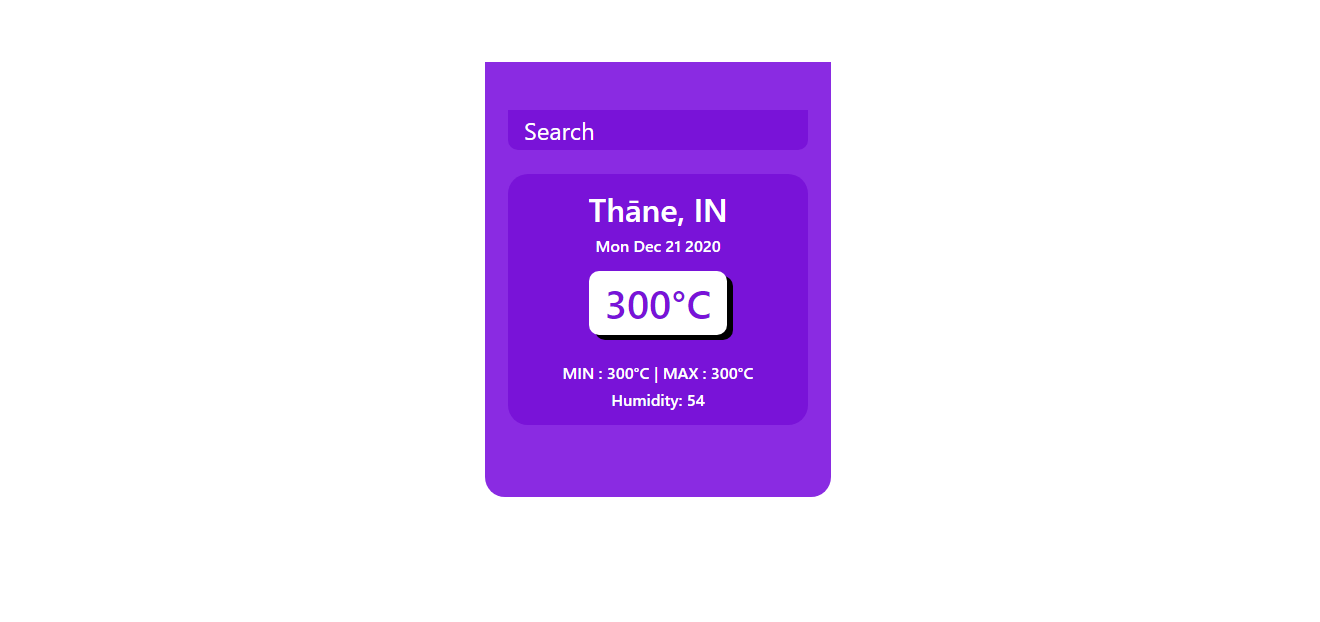 Search
Thāne, IN
Mon Dec 21 2020
300°C
MIN : 300°C | MAX : 300°C
Humidity: 54